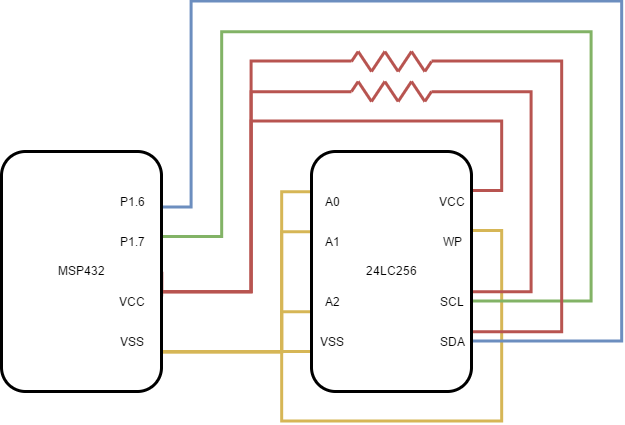 P1.6
P1.7
MSP432
VCC
VSS
A0
VCC
A1
WP
24LC256
A2
SCL
VSS
SDA